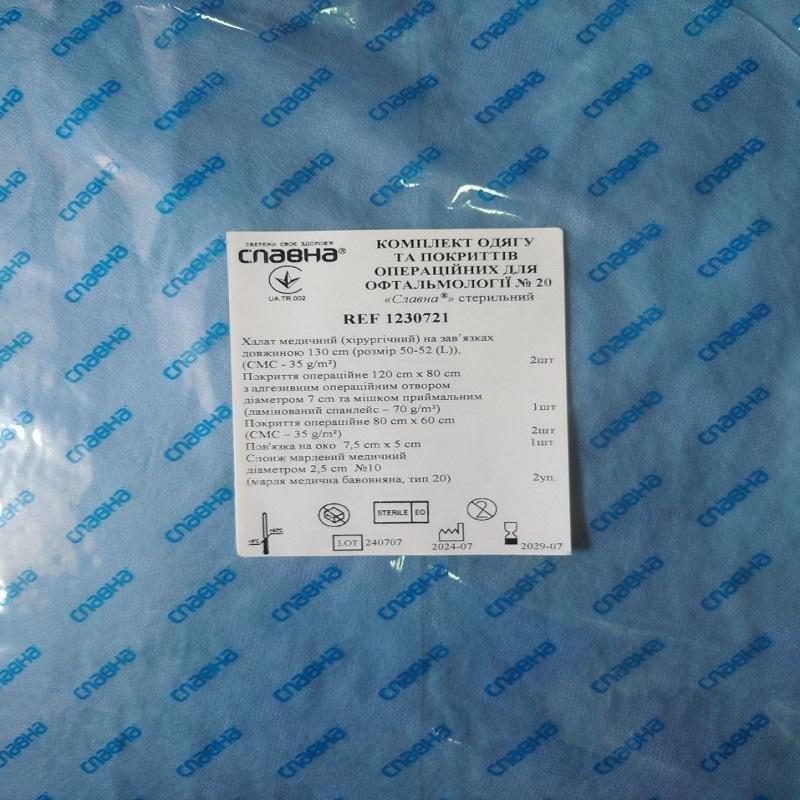 ЗБЕРЕЖИ СВОЄ ЗДОРОВ'Я
славна®
UA.TR.002
КОМПЛЕКТ ОДЯГУ
ТА ПОКРИТТІВ
ОПЕРАЦІЙНИХ ДЛЯ
ОФТАЛЬМОЛОГІЇ № 20
«Славна®» стерильний
REF 1230721
Халат медичний (хірургічний) на зав'язках
довжиною 130 cm (розмір 50-52 (L)),
(СМС - 35 g/m²) 2шт
Покриття операційне 120 cm x 80 cm
з адгезивним операційним отвором
діаметром 7 cm та мішком приймальним
(ламінований спанлейс – 70 g/m²) 1шт
Покриття операційне 80 cm x 60 cm
(СМС – 35 g/m²) 2шт
Пов'язка на око 7,5 cm x 5 cm 1шт
Спонж марлевий медичний
діаметром 2,5 cm №10
(марля медична бавовняна, тип 20) 2уп.
STERILE EO
2
LOT 240707
2024-07
2029-07